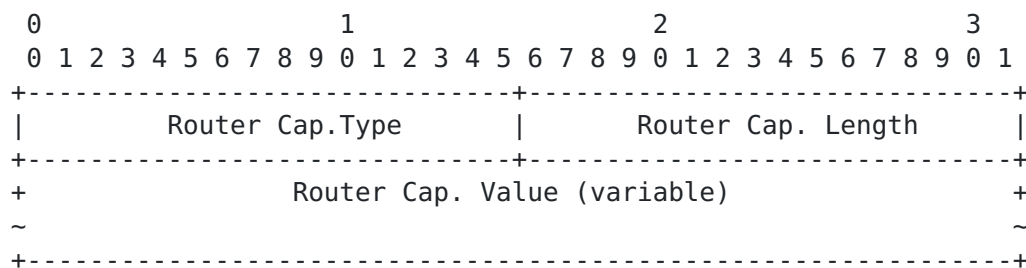 0                   1                   2                   3
0 1 2 3 4 5 6 7 8 9 0 1 2 3 4 5 6 7 8 9 0 1 2 3 4 5 6 7 8 9 0 1
+-------------------------------+-------------------------------+
|         Router Cap.Type       |       Router Cap. Length      |
+-------------------------------+-------------------------------+
+                 Router Cap. Value (variable)                  +
~                                                               ~
+---------------------------------------------------------------+